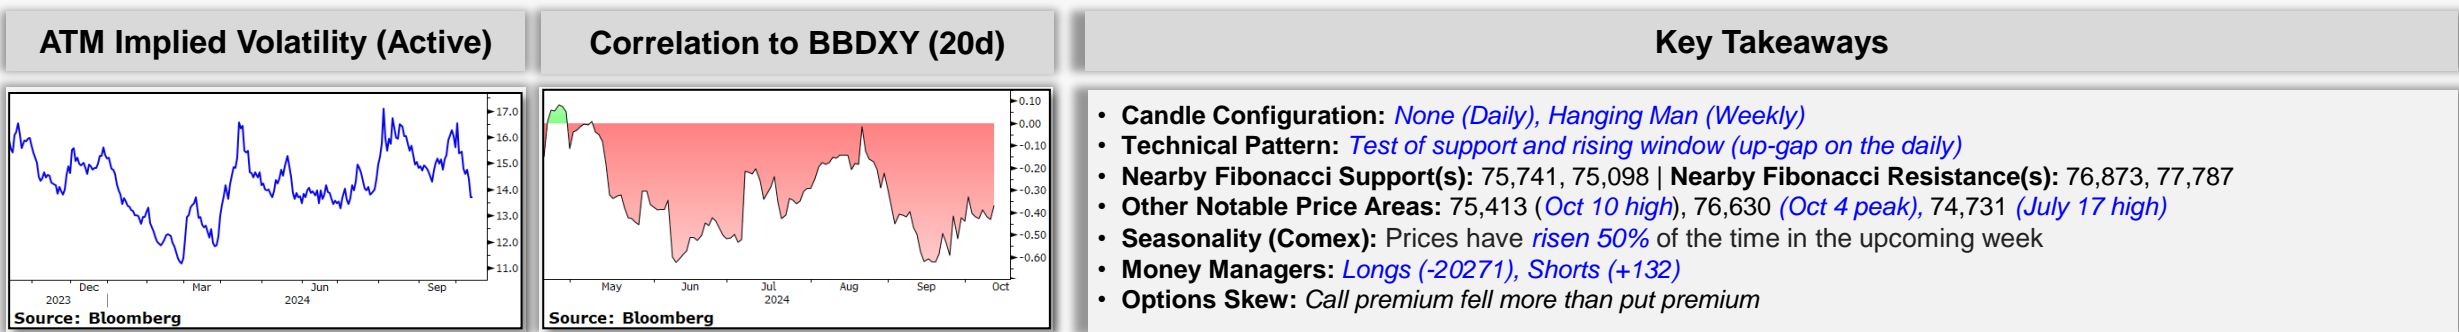 ATM Implied Volatility (Active)
17.0
16.0
15.0
14.0
13.0
12.0
11.0
Dec
Mar
Jun
Sep
2023
2024
Source: Bloomberg
Correlation to BBDXY (20d)
0.10
0.00
-0.10
-0.20
-0.30
-0.40
-0.50
-0.60
May
Jun
Jul
Aug
Sep
Oct
2024
Source: Bloomberg
Key Takeaways
• Candle Configuration: None (Daily), Hanging Man (Weekly)
• Technical Pattern: Test of support and rising window (up-gap on the daily)
• Nearby Fibonacci Support(s): 75,741, 75,098 | Nearby Fibonacci Resistance(s): 76,873, 77,787
• Other Notable Price Areas: 75,413 (Oct 10 high), 76,630 (Oct 4 peak), 74,731 (July 17 high)
• Seasonality (Comex): Prices have risen 50% of the time in the upcoming week
• Money Managers: Longs (-20271), Shorts (+132)
• Options Skew: Call premium fell more than put premium